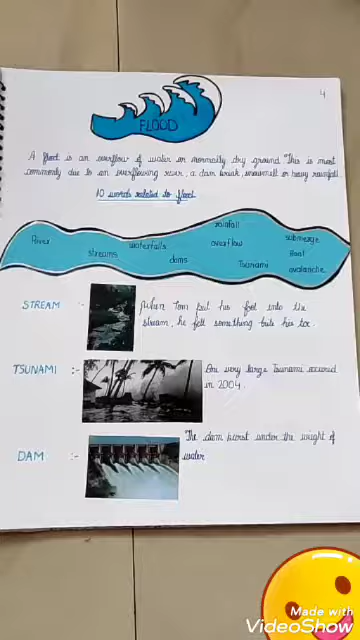 4
FLOOD
A flood is an overflow of water on normally dry ground. This is most
commonly due to an overflowing river, a dam break, snowmelt or heavy rainfall.
10 words related to flood
River
streams
waterfalls
dams
rainfall
overflow
Tsunami
submerge
avalanche
STREAM :- When Tom put his foot into the
stream, he felt something bite his toe.
TSUNAMI :- One very large Tsunami occured
in 2004.
DAM :- The dam burst under the weight of
water
Made with
VideoShow